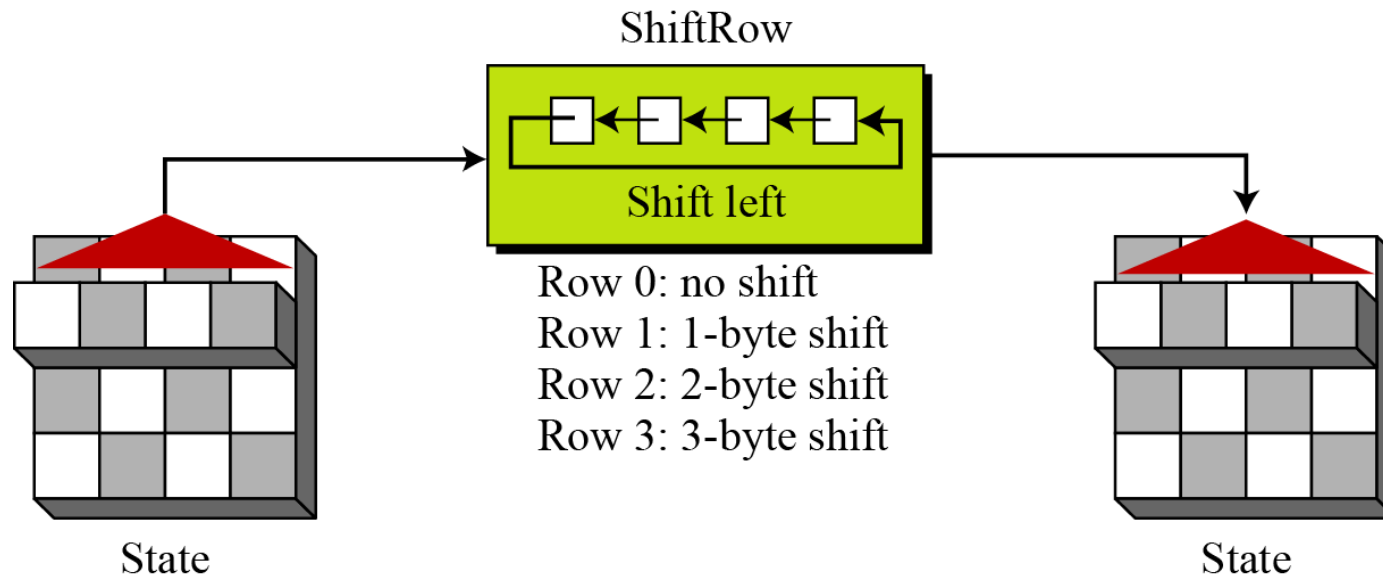 ShiftRow
Shift left
Row 0: no shift
Row 1: 1-byte shift
Row 2: 2-byte shift
Row 3: 3-byte shift
State
State